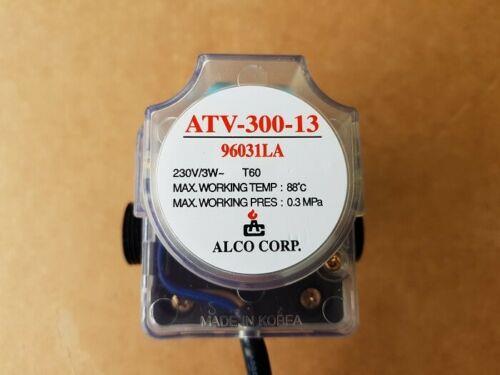 ATV-300-13
96031LA
230V/3W~ T60
MAX. WORKING TEMP : 88℃
MAX. WORKING PRES : 0.3 MPa
ALCO CORP.
MADE IN KOREA